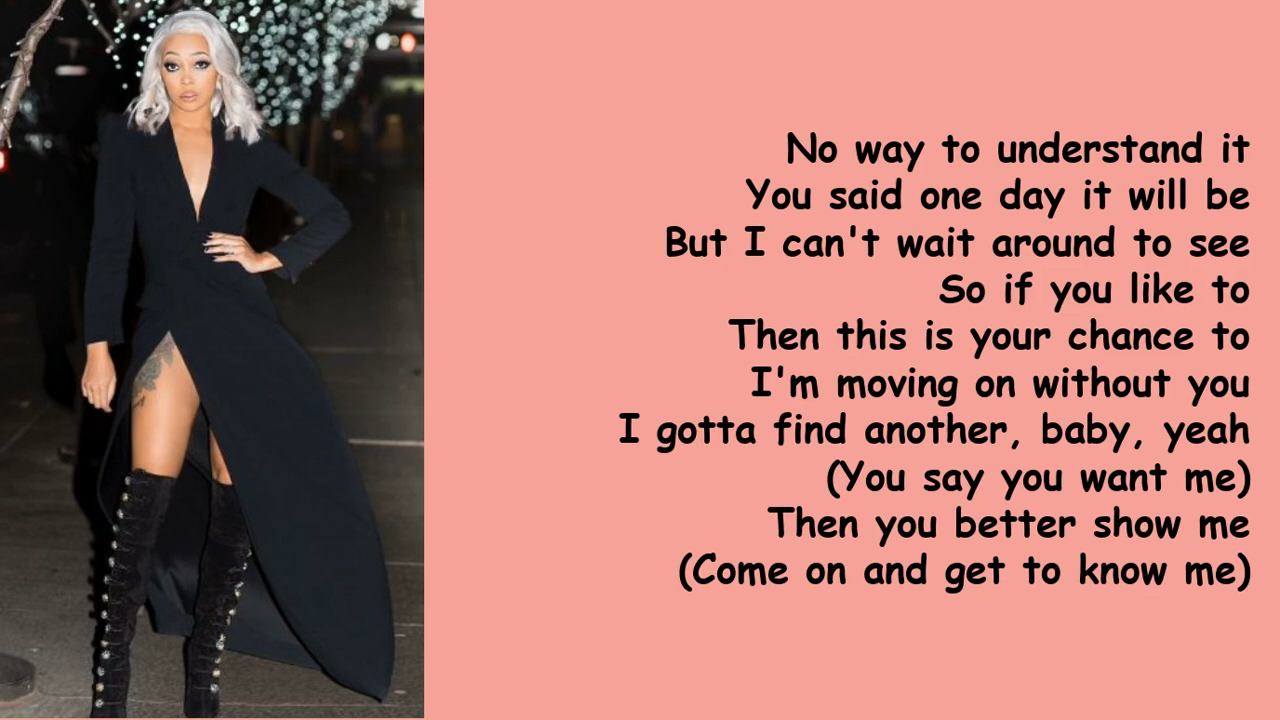 No way to understand it
You said one day it will be
But I can't wait around to see
So if you like to
Then this is your chance to
I'm moving on without you
I gotta find another, baby, yeah
(You say you want me)
Then you better show me
(Come on and get to know me)